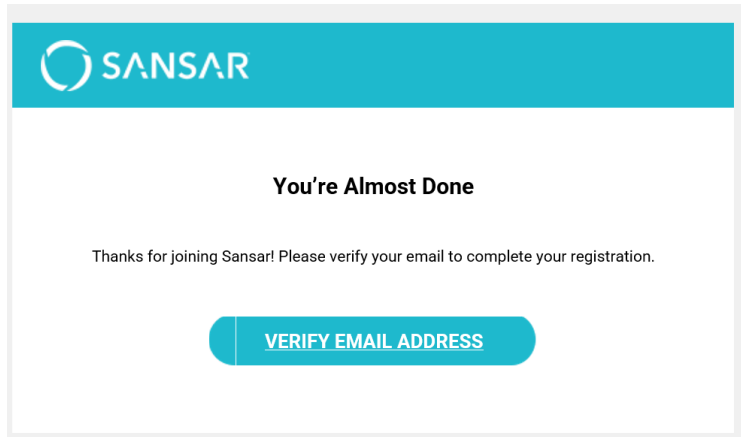 SANSAR
You're Almost Done
Thanks for joining Sansar! Please verify your email to complete your registration.
VERIFY EMAIL ADDRESS